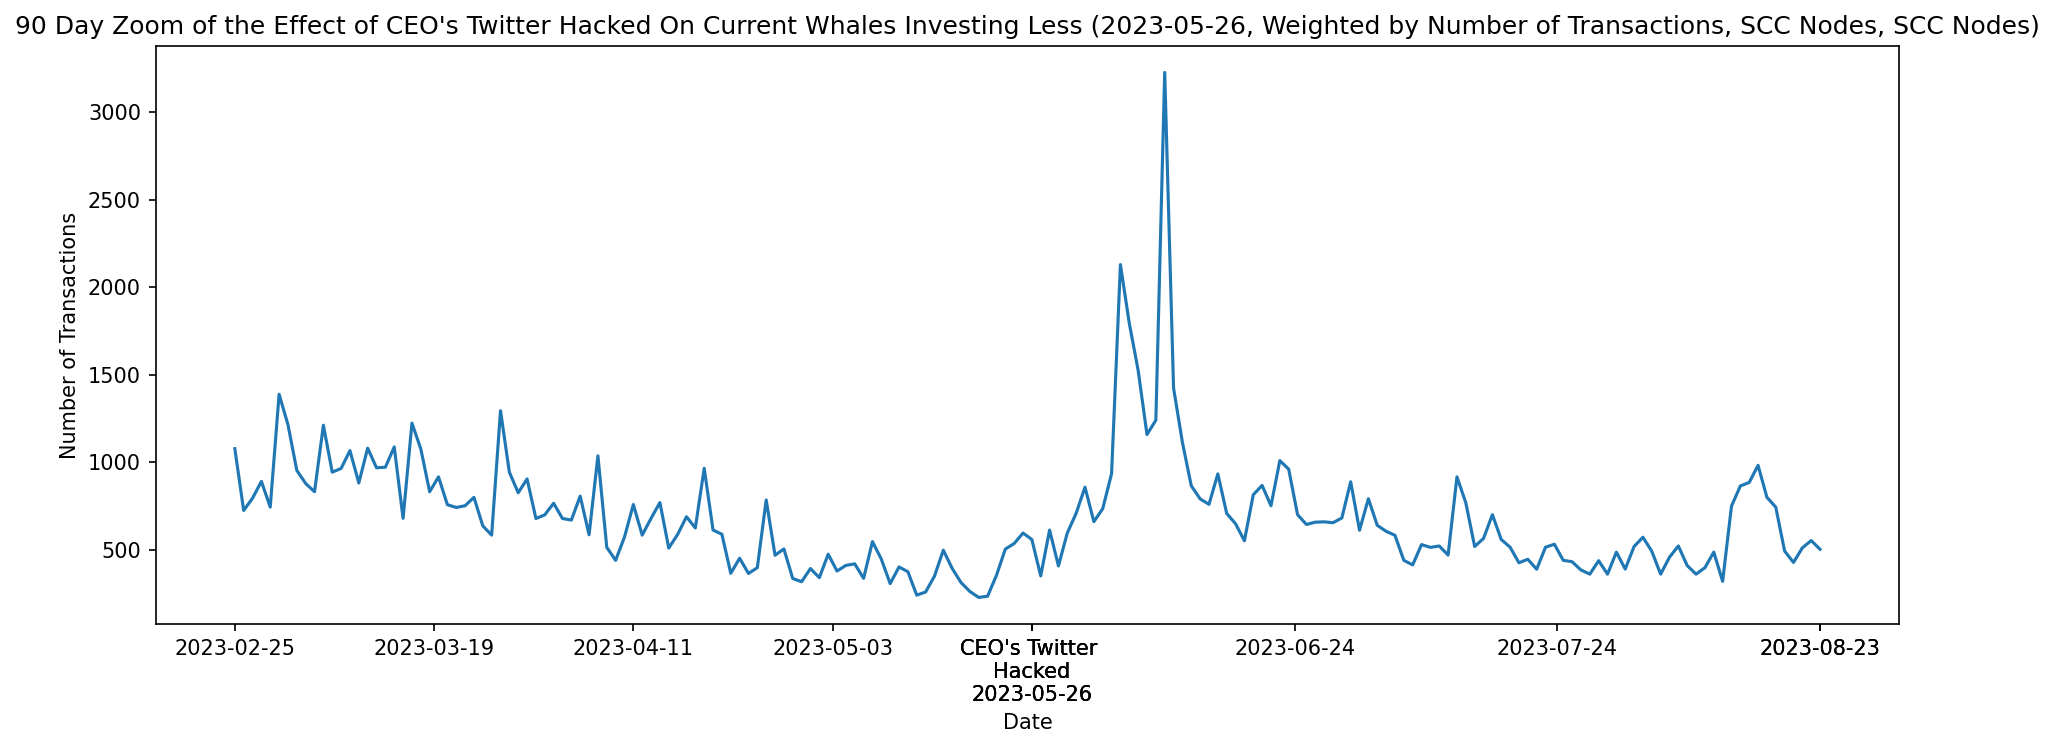 90 Day Zoom of the Effect of CEO's Twitter Hacked On Current Whales Investing Less (2023-05-26, Weighted by Number of Transactions, SCC Nodes, SCC Nodes)
Number of Transactions
3000
2500
2000
1500
1000
500
2023-02-25
2023-03-19
2023-04-11
2023-05-03
CEO's Twitter
Hacked
2023-05-26
2023-06-24
2023-07-24
2023-08-23
Date